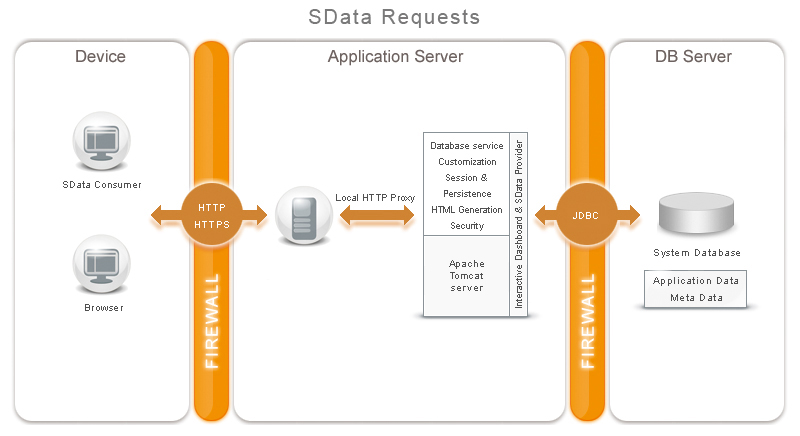 SData Requests
Device
Application Server
DB Server
SData Consumer
Browser
HTTP
HTTPS
FIREWALL
Local HTTP Proxy
Database service
Customization
Session &
Persistence
HTML Generation
Security
Apache
Tomcat
server
Interactive Dashboard & SData Provider
JDBC
FIREWALL
System Database
Application Data
Meta Data